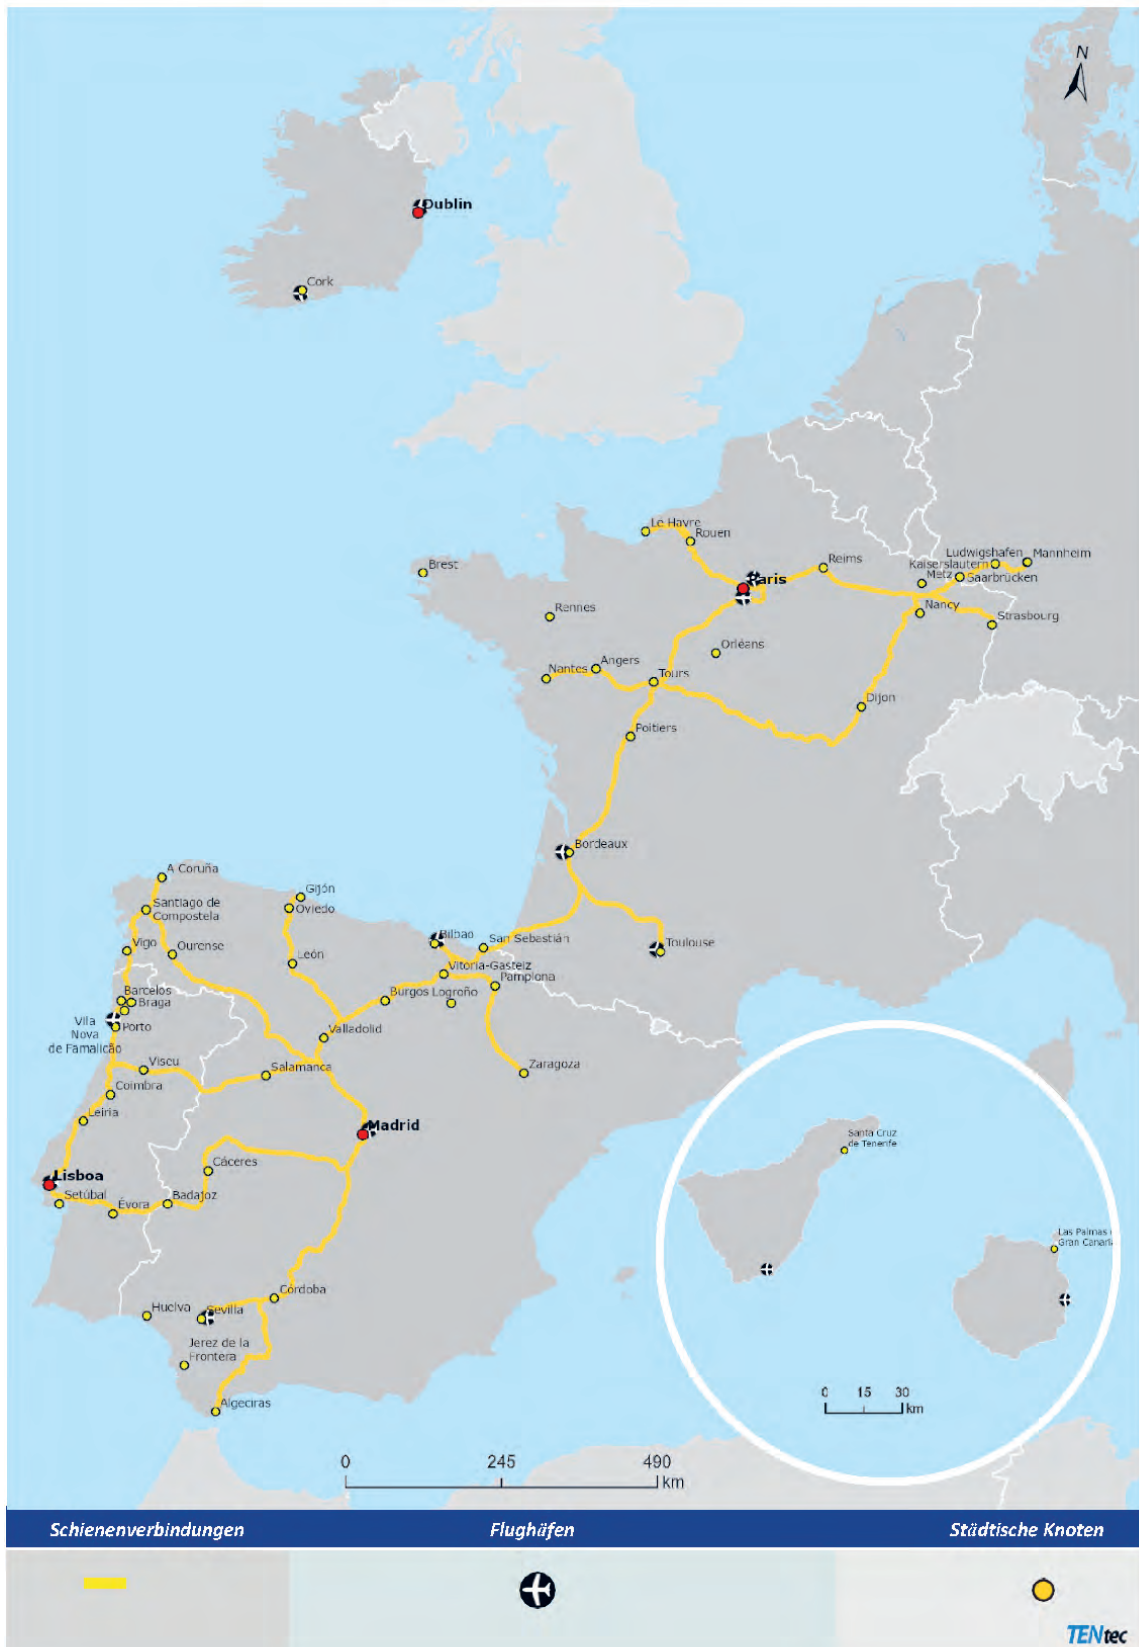 N
Dublin
Cork
Le Havre
Rouen
Brest
Paris
Reims
Ludwigshafen
Mannheim
Kaiserslautern
Metz
Saarbrücken
Nancy
Strasbourg
Rennes
Orléans
Nantes
Angers
Tours
Dijon
Poitiers
Bordeaux
A Coruña
Gijón
Santiago de
Compostela
Oviedo
Bilbao
San Sebastián
Toulouse
Vigo
Ourense
León
Vitoria-Gasteiz
Pamplona
Barcelos
Braga
Burgos
Logroño
Vila
Nova
de Famalicão
Porto
Valladolid
Viseu
Salamanca
Zaragoza
Coimbra
Leiria
Madrid
Santa Cruz
de Tenerife
Lisboa
Cáceres
Setúbal
Évora
Badajoz
Las Palmas
Gran Canaria
Córdoba
Huelva
Sevilla
Jerez de la
Frontera
Algeciras
0 15 30
km
0 245 490
km
Schienenverbindungen Flughäfen Städtische Knoten
TENtec